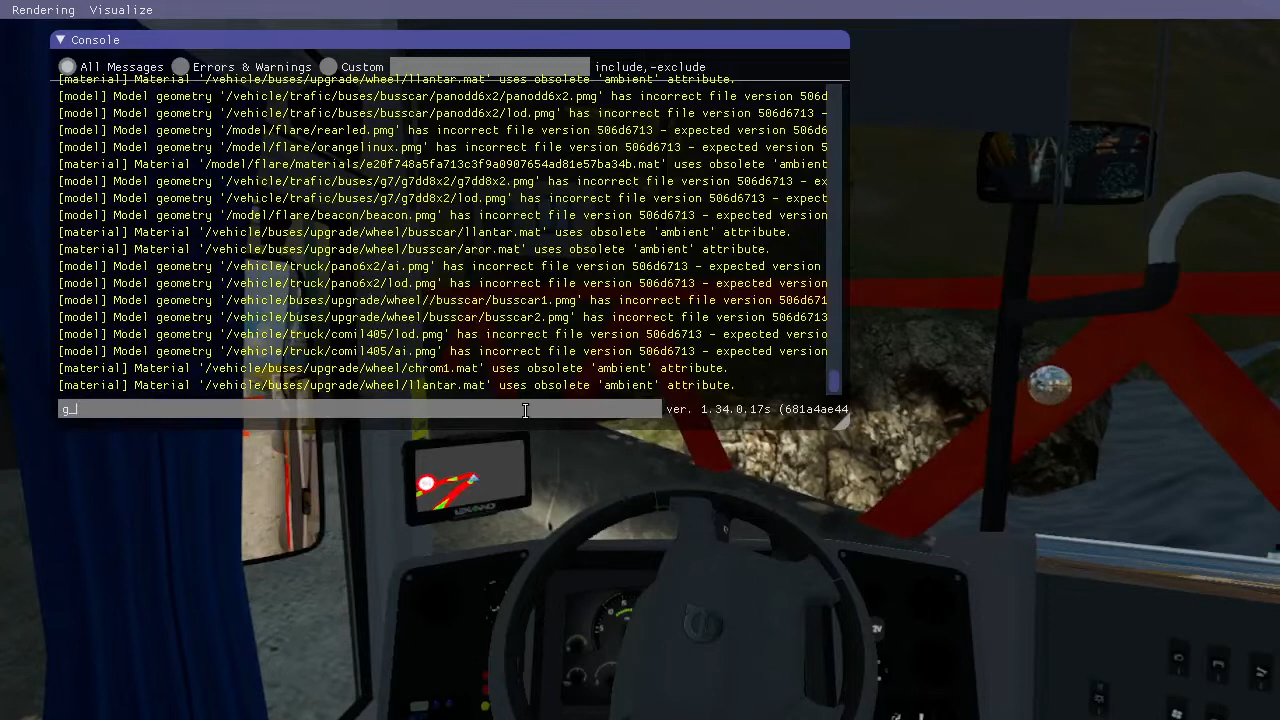 Rendering Visualize
▼ Console
All Messages Errors & Warnings Custom include,-exclude
[material] Material '/vehicle/buses/upgrade/wheel/llantar.mat' uses obsolete 'ambient' attribute.
[model] Model geometry '/vehicle/trafic/buses/busscar/panodd6x2/panodd6x2.pmg' has incorrect file version 506d
[model] Model geometry '/vehicle/trafic/buses/busscar/panodd6x2/lod.pmg' has incorrect file version 506d6713 -
[model] Model geometry '/model/flare/rearled.pmg' has incorrect file version 506d6713 - expected version 506d6
[model] Model geometry '/model/flare/orangelinux.pmg' has incorrect file version 506d6713 - expected version 5
[material] Material '/model/flare/materials/e20f748a5fa713c3f9a0907654ad81e57ba34b.mat' uses obsolete 'ambient
[model] Model geometry '/vehicle/trafic/buses/g7/g7dd8x2/g7dd8x2.pmg' has incorrect file version 506d6713 - ex
[model] Model geometry '/vehicle/trafic/buses/g7/g7dd8x2/lod.pmg' has incorrect file version 506d6713 - expect
[model] Model geometry '/model/flare/beacon/beacon.pmg' has incorrect file version 506d6713 - expected version
[material] Material '/vehicle/buses/upgrade/wheel/busscar/llantar.mat' uses obsolete 'ambient' attribute.
[material] Material '/vehicle/buses/upgrade/wheel/busscar/aror.mat' uses obsolete 'ambient' attribute.
[model] Model geometry '/vehicle/truck/pano6x2/ai.pmg' has incorrect file version 506d6713 - expected version
[model] Model geometry '/vehicle/truck/pano6x2/lod.pmg' has incorrect file version 506d6713 - expected version
[model] Model geometry '/vehicle/buses/upgrade/wheel//busscar/busscar1.pmg' has incorrect file version 506d671
[model] Model geometry '/vehicle/buses/upgrade/wheel/busscar/busscar2.pmg' has incorrect file version 506d6713
[model] Model geometry '/vehicle/truck/comil405/lod.pmg' has incorrect file version 506d6713 - expected versio
[model] Model geometry '/vehicle/truck/comil405/ai.pmg' has incorrect file version 506d6713 - expected version
[material] Material '/vehicle/buses/upgrade/wheel/chrom1.mat' uses obsolete 'ambient' attribute.
[material] Material '/vehicle/buses/upgrade/wheel/llantar.mat' uses obsolete 'ambient' attribute.
g_ ver. 1.34.0.17s (681a4ae44